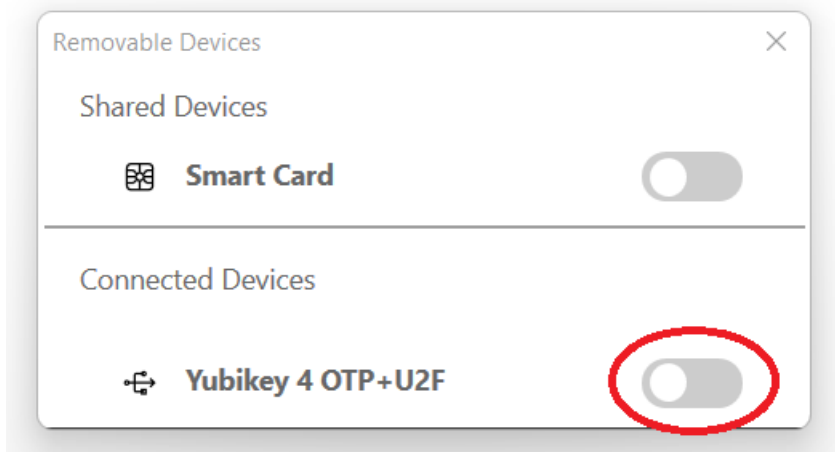 Removable Devices
Shared Devices
Smart Card
Connected Devices
Yubikey 4 OTP+U2F